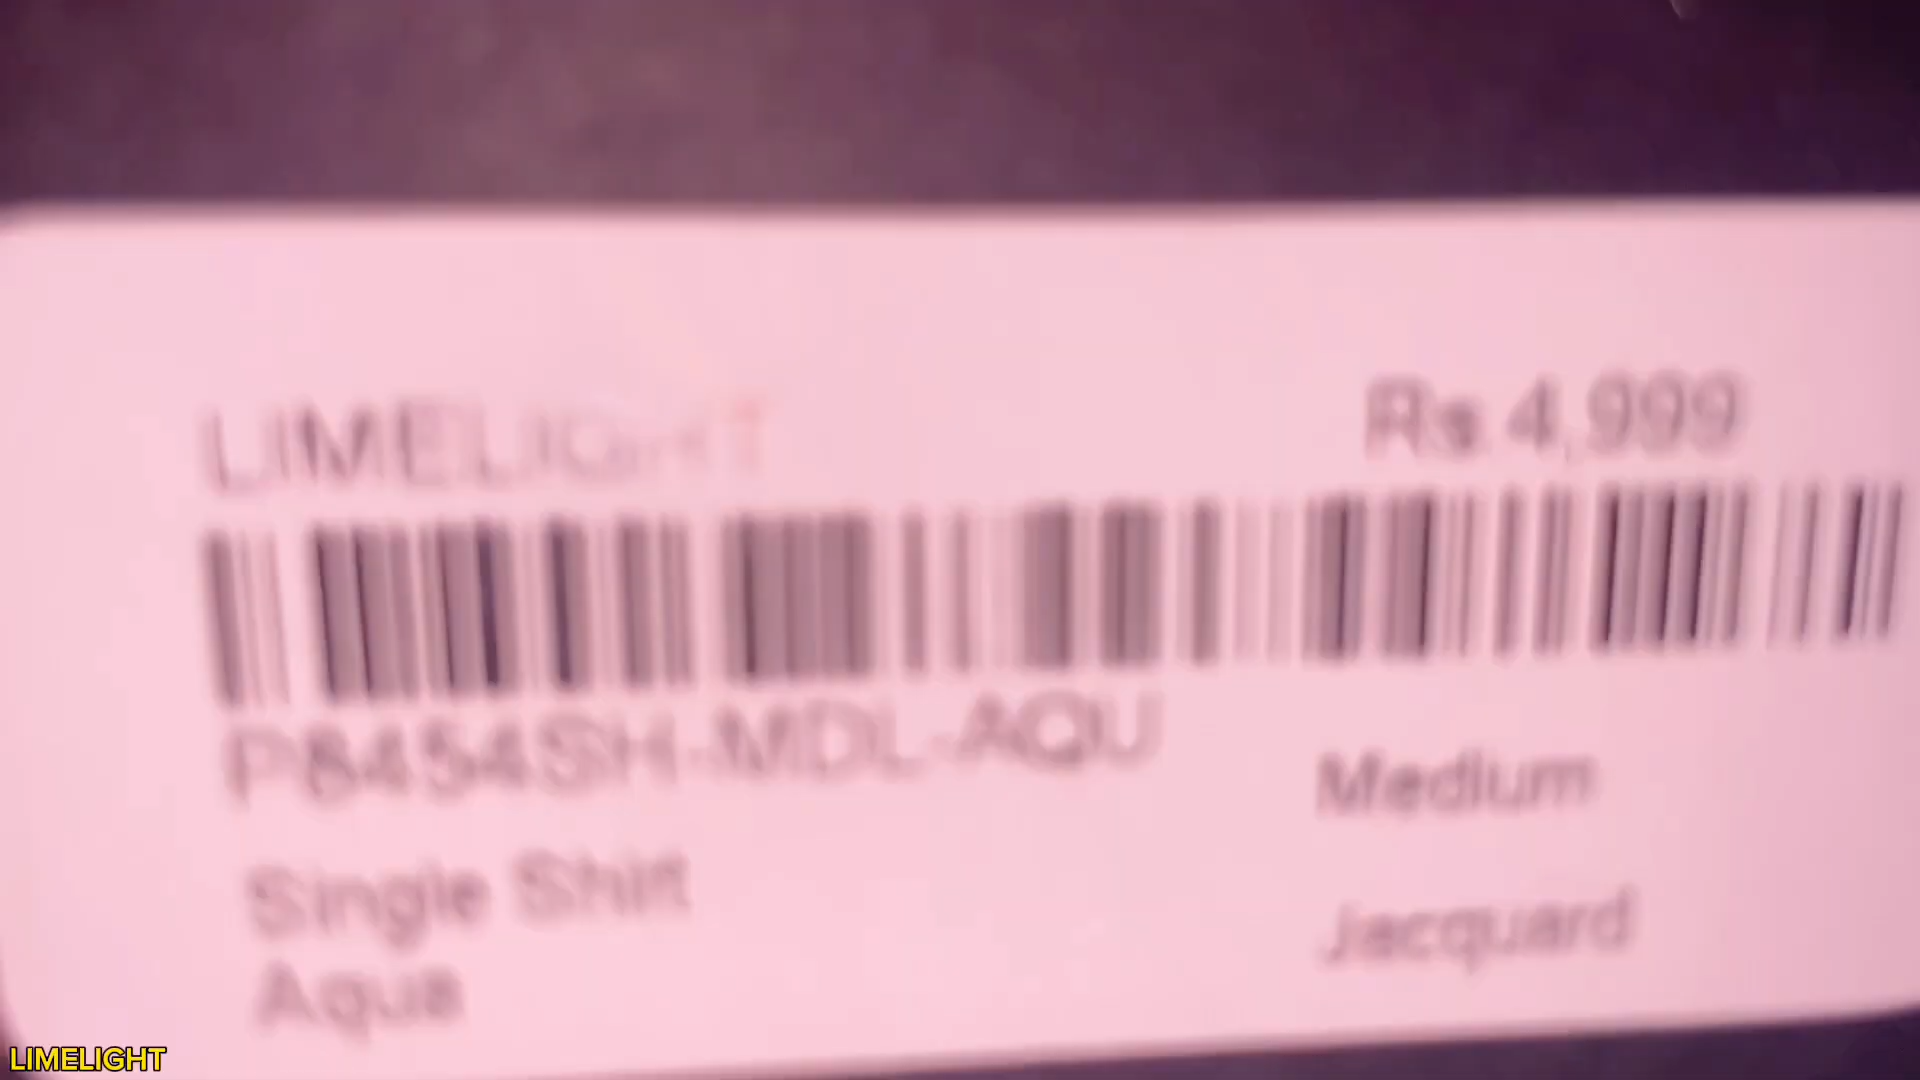 LIMELIGHT
Rs 4,999
P8454SH-MDL-AQU
Medium
Single Shirt
Jacquard
Aqua
LIMELIGHT